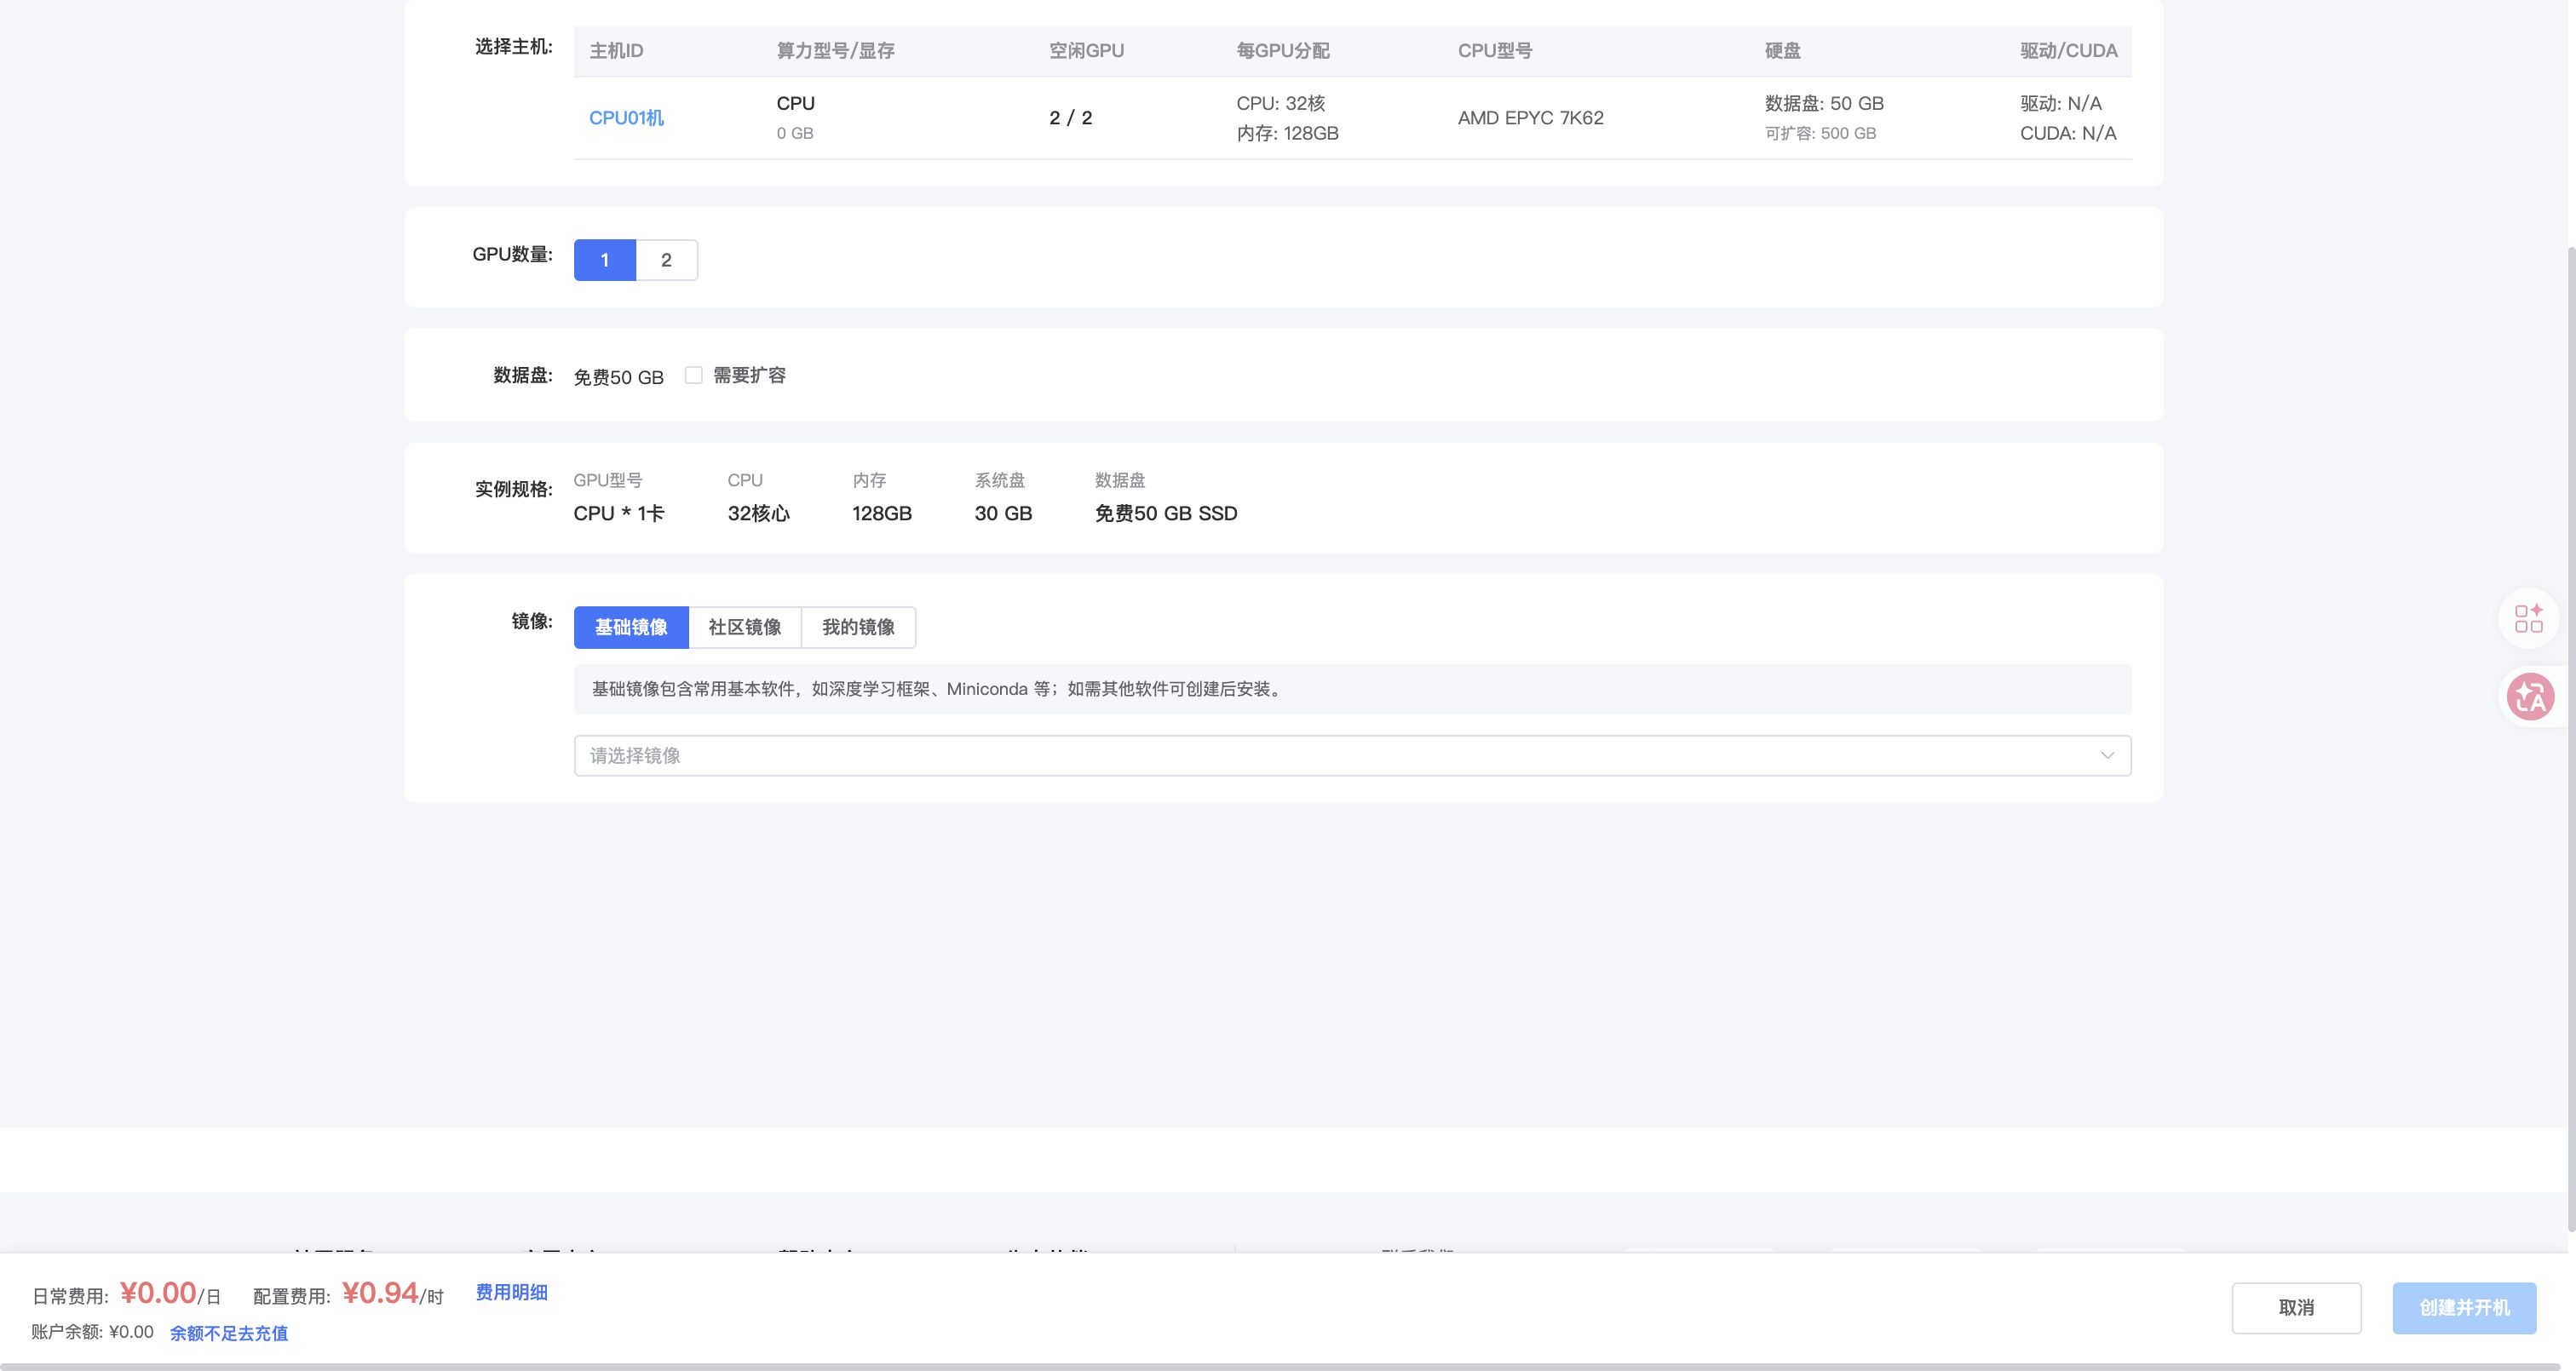 选择主机:
主机ID 算力型号/显存 空闲GPU 每GPU分配 CPU型号 硬盘 驱动/CUDA
CPU01机 CPU 2 / 2 CPU: 32核 AMD EPYC 7K62 数据盘: 50 GB 驱动: N/A
0 GB 内存: 128GB 可扩容: 500 GB CUDA: N/A
GPU数量: 1 2
数据盘: 免费50 GB 需要扩容
实例规格:
GPU型号 CPU 内存 系统盘 数据盘
CPU * 1卡 32核心 128GB 30 GB 免费50 GB SSD
镜像: 基础镜像 社区镜像 我的镜像
基础镜像包含常用基本软件，如深度学习框架、Miniconda 等；如需其他软件可创建后安装。
请选择镜像
日常费用: ¥0.00/日 配置费用: ¥0.94/时 费用明细
账户余额: ¥0.00 余额不足去充值
取消 创建并开机